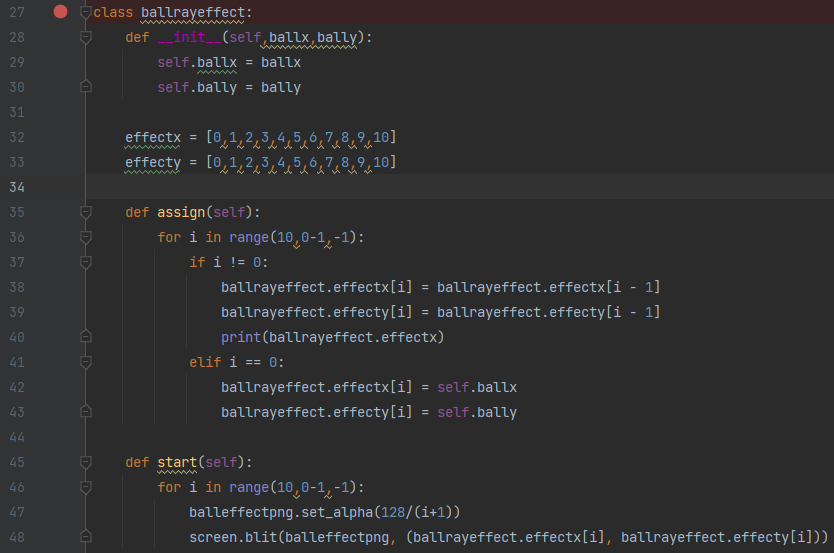 27 class ballrayeffect:
28     def __init__(self,ballx,bally):
29         self.ballx = ballx
30         self.bally = bally
31
32     effectx = [0,1,2,3,4,5,6,7,8,9,10]
33     effecty = [0,1,2,3,4,5,6,7,8,9,10]
34
35     def assign(self):
36         for i in range(10,0-1,-1):
37             if i != 0:
38                 ballrayeffect.effectx[i] = ballrayeffect.effectx[i - 1]
39                 ballrayeffect.effecty[i] = ballrayeffect.effecty[i - 1]
40                 print(ballrayeffect.effectx)
41             elif i == 0:
42                 ballrayeffect.effectx[i] = self.ballx
43                 ballrayeffect.effecty[i] = self.bally
44
45     def start(self):
46         for i in range(10,0-1,-1):
47             balleffectpng.set_alpha(128/(i+1))
48             screen.blit(balleffectpng, (ballrayeffect.effectx[i], ballrayeffect.effecty[i]))